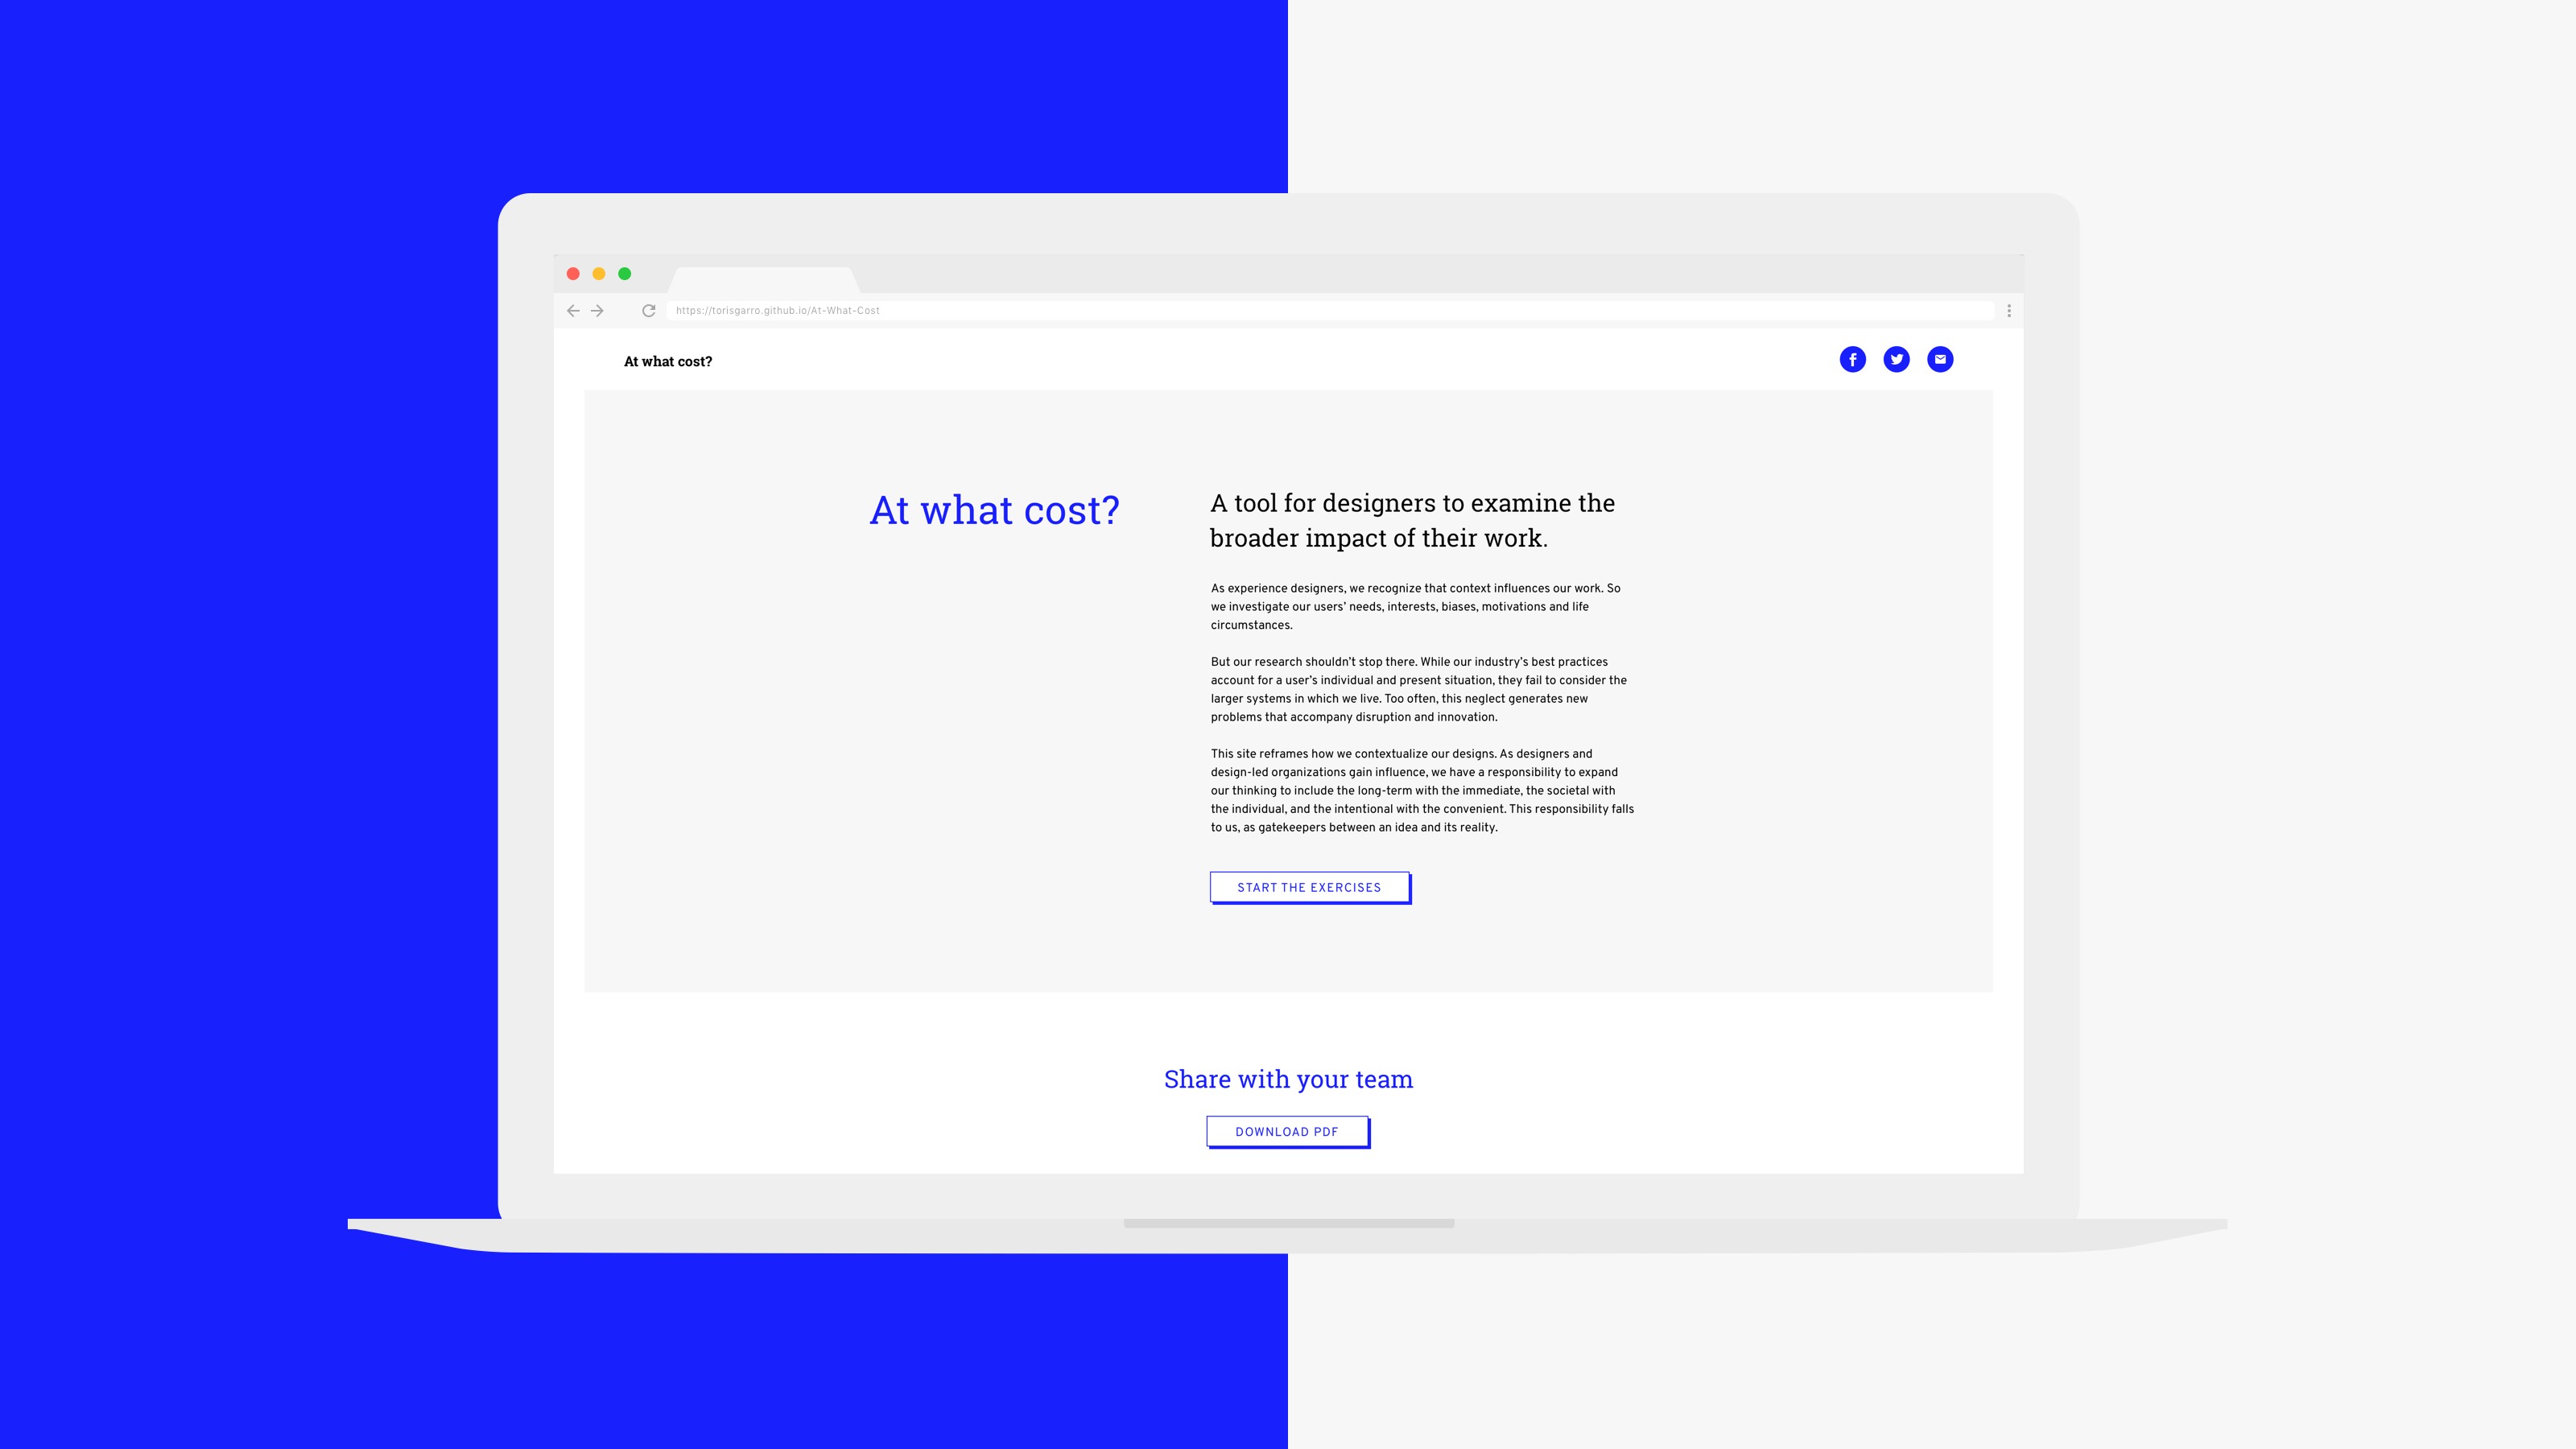 https://torisgarro.github.io/At-What-Cost
At what cost?
At what cost?
A tool for designers to examine the
broader impact of their work.
As experience designers, we recognize that context influences our work. So
we investigate our users’ needs, interests, biases, motivations and life
circumstances.
But our research shouldn’t stop there. While our industry’s best practices
account for a user’s individual and present situation, they fail to consider the
larger systems in which we live. Too often, this neglect generates new
problems that accompany disruption and innovation.
This site reframes how we contextualize our designs. As designers and
design-led organizations gain influence, we have a responsibility to expand
our thinking to include the long-term with the immediate, the societal with
the individual, and the intentional with the convenient. This responsibility falls
to us, as gatekeepers between an idea and its reality.
START THE EXERCISES
Share with your team
DOWNLOAD PDF